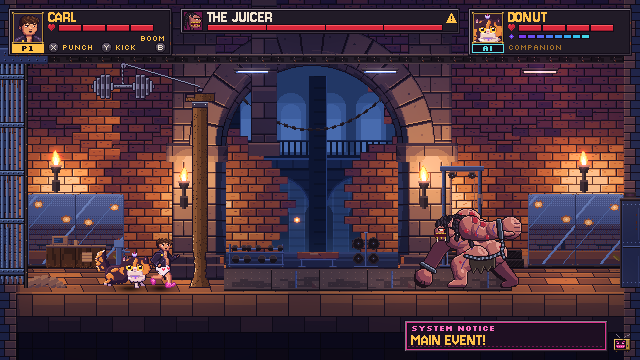 CARL
BOOM
P1
X PUNCH Y KICK B
THE JUICER
DONUT
AI
COMPANION
SYSTEM NOTICE
MAIN EVENT!